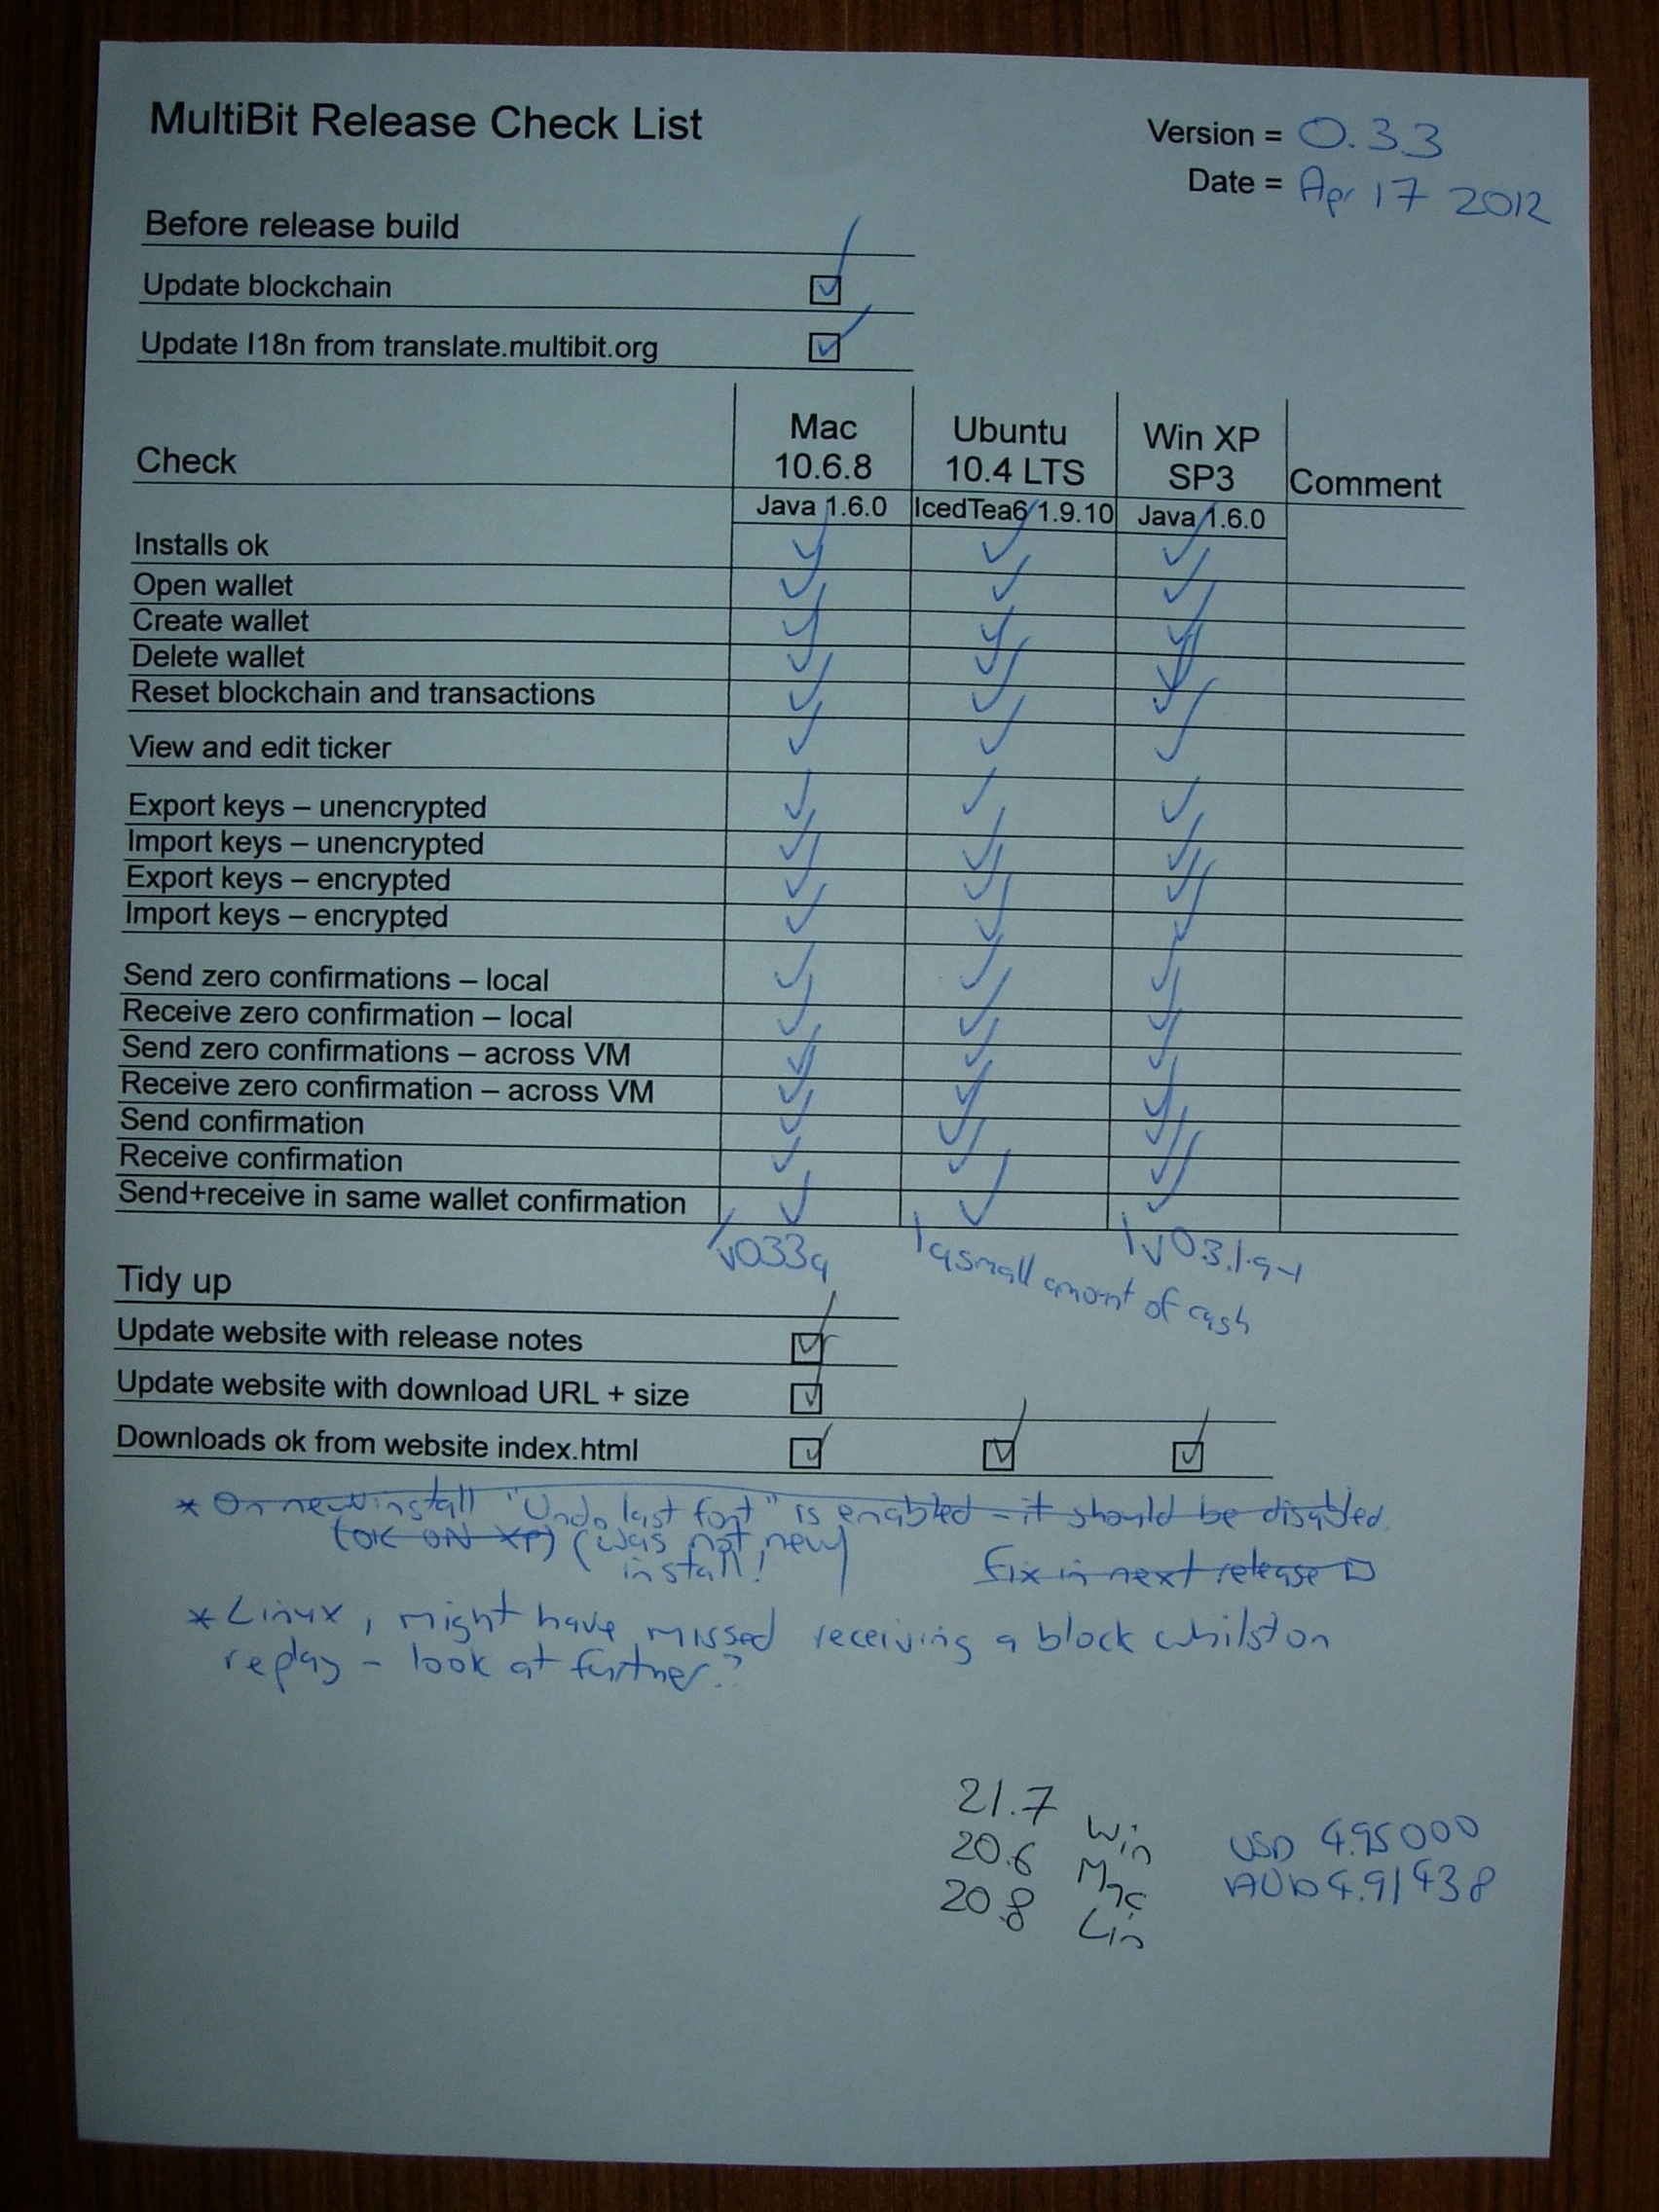 MultiBit Release Check List
Version = 0.3.3
Date = Apr 17 2012
Before release build
Update blockchain ☑
Update I18n from translate.multibit.org ☑
Check Mac 10.6.8 Ubuntu 10.4 LTS Win XP SP3 Comment
Java 1.6.0 IcedTea6 1.9.10 Java 1.6.0
Installs ok ✓ ✓ ✓
Open wallet ✓ ✓ ✓
Create wallet ✓ ✓ ✓
Delete wallet ✓ ✓ ✓
Reset blockchain and transactions ✓ ✓ ✓
View and edit ticker ✓ ✓ ✓
Export keys – unencrypted ✓ ✓ ✓
Import keys – unencrypted ✓ ✓ ✓
Export keys – encrypted ✓ ✓ ✓
Import keys – encrypted ✓ ✓ ✓
Send zero confirmations – local ✓ ✓ ✓
Receive zero confirmation – local ✓ ✓ ✓
Send zero confirmations – across VM ✓ ✓ ✓
Receive zero confirmation – across VM ✓ ✓ ✓
Send confirmation ✓ ✓ ✓
Receive confirmation ✓ ✓ ✓
Send+receive in same wallet confirmation ✓ ✓ ✓
v033a a small amont of cash
Tidy up
Update website with release notes ☑
Update website with download URL + size ☑
Downloads ok from website index.html ☑ ☑ ☑
* On new install "Undo last font" is enabled – it should be disabled.
(OK ON XP) (was not new
install!
fix in next release □
* Linux, might have missed receiving a block whilst on
replay – look at further?
21.7 Win
20.6 Mac
20.8 Lin
USD 4.95000
AUD 4.91438